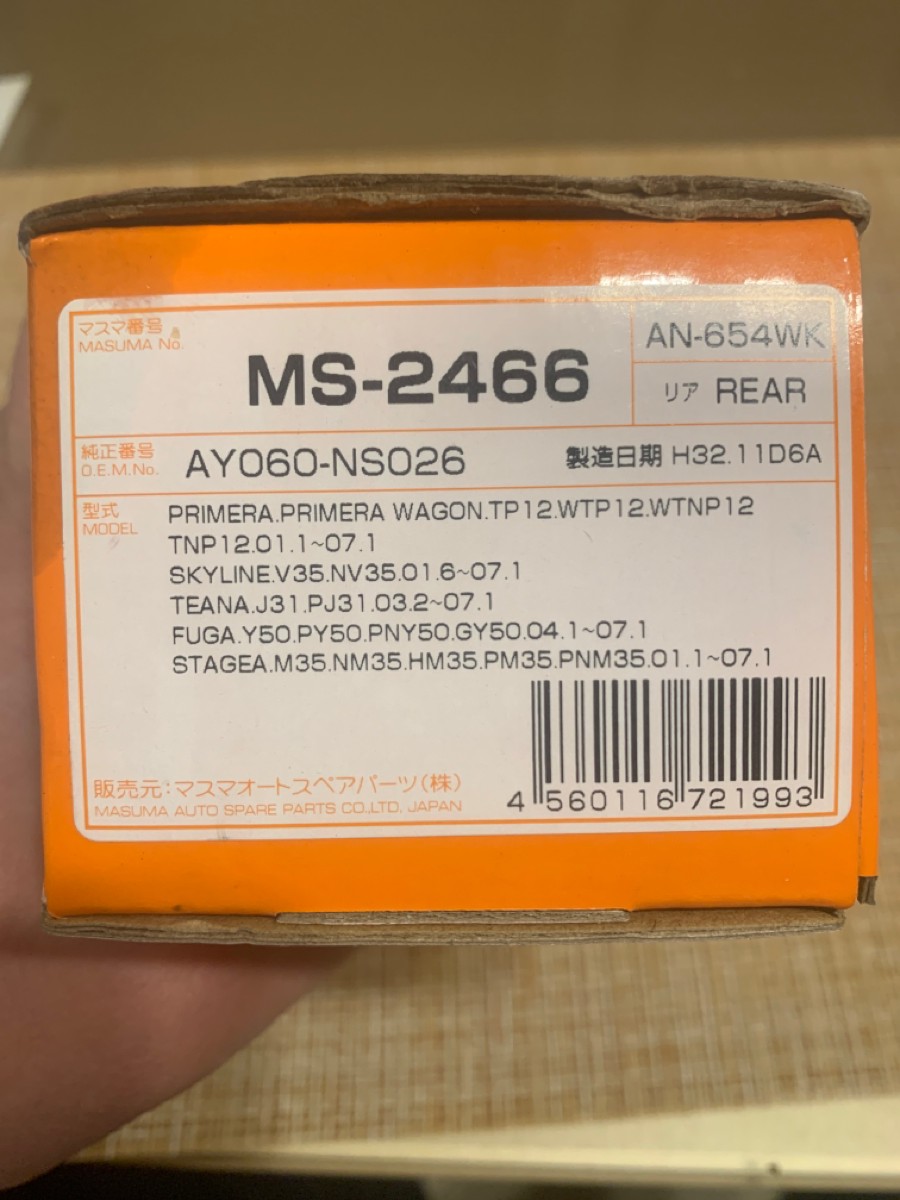 マスマ番号
MASUMA No.
MS-2466
AN-654WK
リア REAR
純正番号
O.E.M.No.
AY060-NS026
製造日期 H32.11D6A
型式
MODEL
PRIMERA.PRIMERA WAGON.TP12.WTP12.WTNP12
TNP12.01.1~07.1
SKYLINE.V35.NV35.01.6~07.1
TEANA.J31.PJ31.03.2~07.1
FUGA.Y50.PY50.PNY50.GY50.04.1~07.1
STAGEA.M35.NM35.HM35.PM35.PNM35.01.1~07.1
販売元:マスマオートスペアパーツ(株)
MASUMA AUTO SPARE PARTS CO.,LTD. JAPAN
4 560116 721993